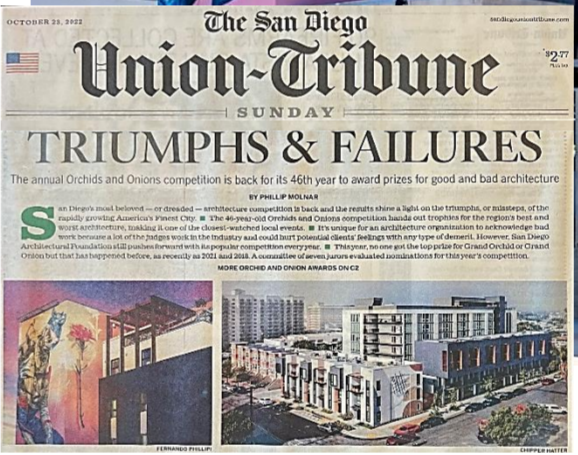 OCTOBER 23, 2022
The San Diego
Union-Tribune
sandiegouniontribune.com
$2.77
SUNDAY
TRIUMPHS & FAILURES
The annual Orchids and Onions competition is back for its 46th year to award prizes for good and bad architecture
BY PHILLIP MOLNAR
San Diego's most beloved — or dreaded — architecture competition is back and the results shine a light on the triumphs, or missteps, of the
rapidly growing America's Finest City. ■ The 46-year-old Orchids and Onions competition hands out trophies for the region's best and
worst architecture, making it one of the closest-watched local events. ■ It's unique for an architecture organization to acknowledge bad
work because a lot of the judges work in the industry and could hurt potential clients' feelings with any type of demerit. However, San Diego
Architectural Foundation still pushes forward with its popular competition every year. ■ This year, no one got the top prize for Grand Orchid or Grand
Onion but that has happened before, as recently as 2021 and 2018. A committee of seven jurors evaluated nominations for this year's competition.
MORE ORCHID AND ONION AWARDS ON C2
FERNANDO PHILLIPI
CHIPPER HATTER